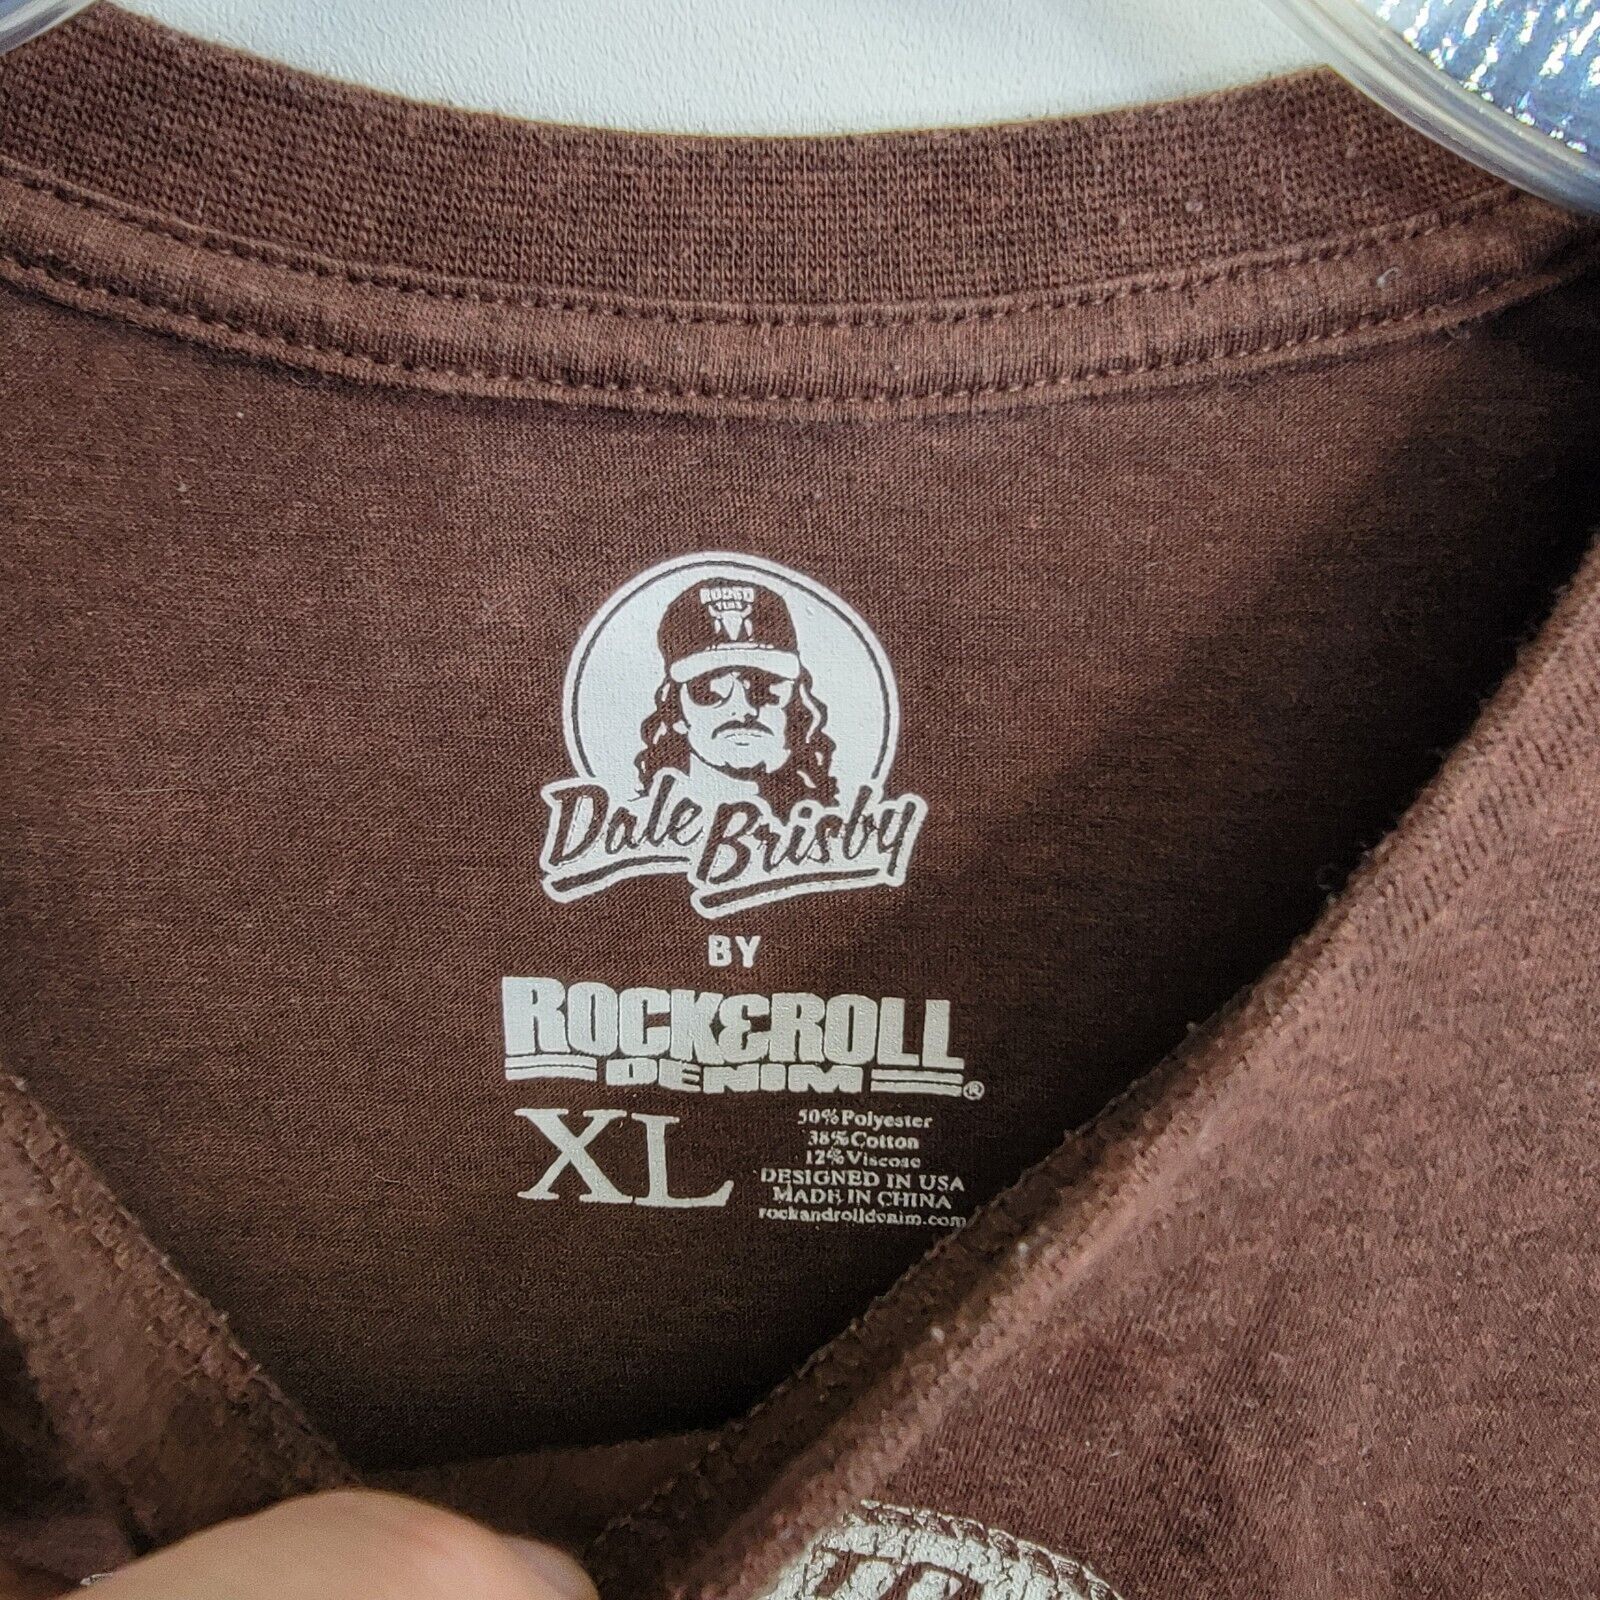 RODEO
TIME
Dale Brisby
BY
ROCK&ROLL
DENIM®
XL
50% Polyester
38% Cotton
12% Viscose
DESIGNED IN USA
MADE IN CHINA
rockandrolldenim.com